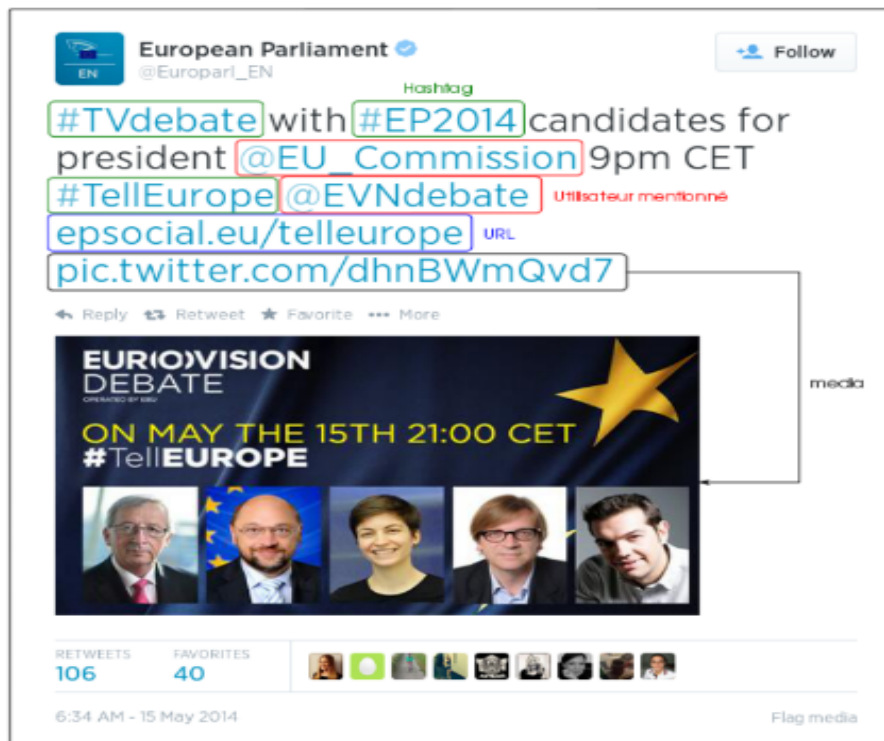 European Parliament
@Europarl_EN
EN
Follow
Hashtag
#TVdebate with #EP2014 candidates for
president @EU_Commission 9pm CET
#TellEurope @EVNdebate Utilisateur mentionné
epsocial.eu/telleurope URL
pic.twitter.com/dhnBWmQvd7
Reply Retweet Favorite More
EUR(O)VISION
DEBATE
OPERATED BY EBU
media
ON MAY THE 15TH 21:00 CET
#TellEUROPE
RETWEETS FAVORITES
106 40
6:34 AM - 15 May 2014 Flag media